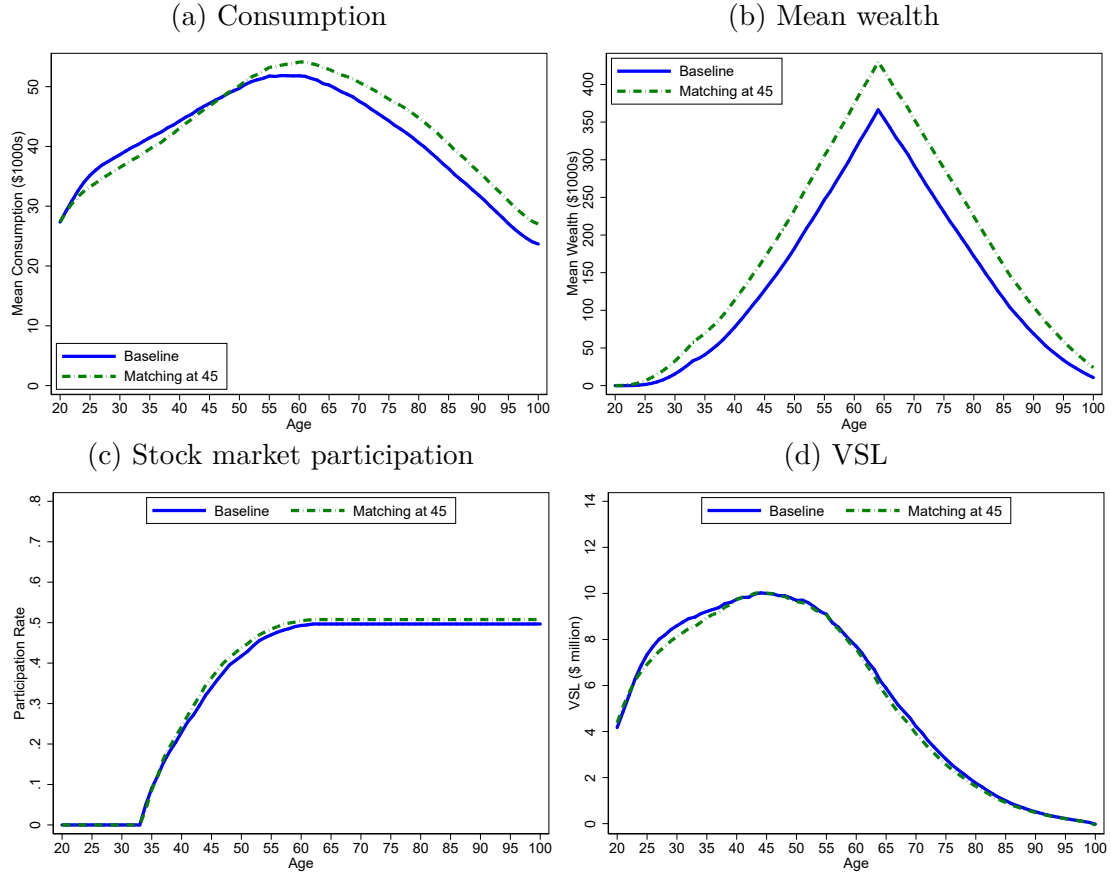 (a) Consumption
Mean Consumption ($1000s)
50
40
30
20
10
0
Baseline
Matching at 45
20 25 30 35 40 45 50 55 60 65 70 75 80 85 90 95 100
Age
(b) Mean wealth
Mean Wealth ($1000s)
400
350
300
250
200
150
100
50
0
Baseline
Matching at 45
20 25 30 35 40 45 50 55 60 65 70 75 80 85 90 95 100
Age
(c) Stock market participation
Participation Rate
.8
.7
.6
.5
.4
.3
.2
.1
0
Baseline Matching at 45
20 25 30 35 40 45 50 55 60 65 70 75 80 85 90 95 100
Age
(d) VSL
VSL ($ million)
14
12
10
8
6
4
2
0
Baseline Matching at 45
20 25 30 35 40 45 50 55 60 65 70 75 80 85 90 95 100
Age